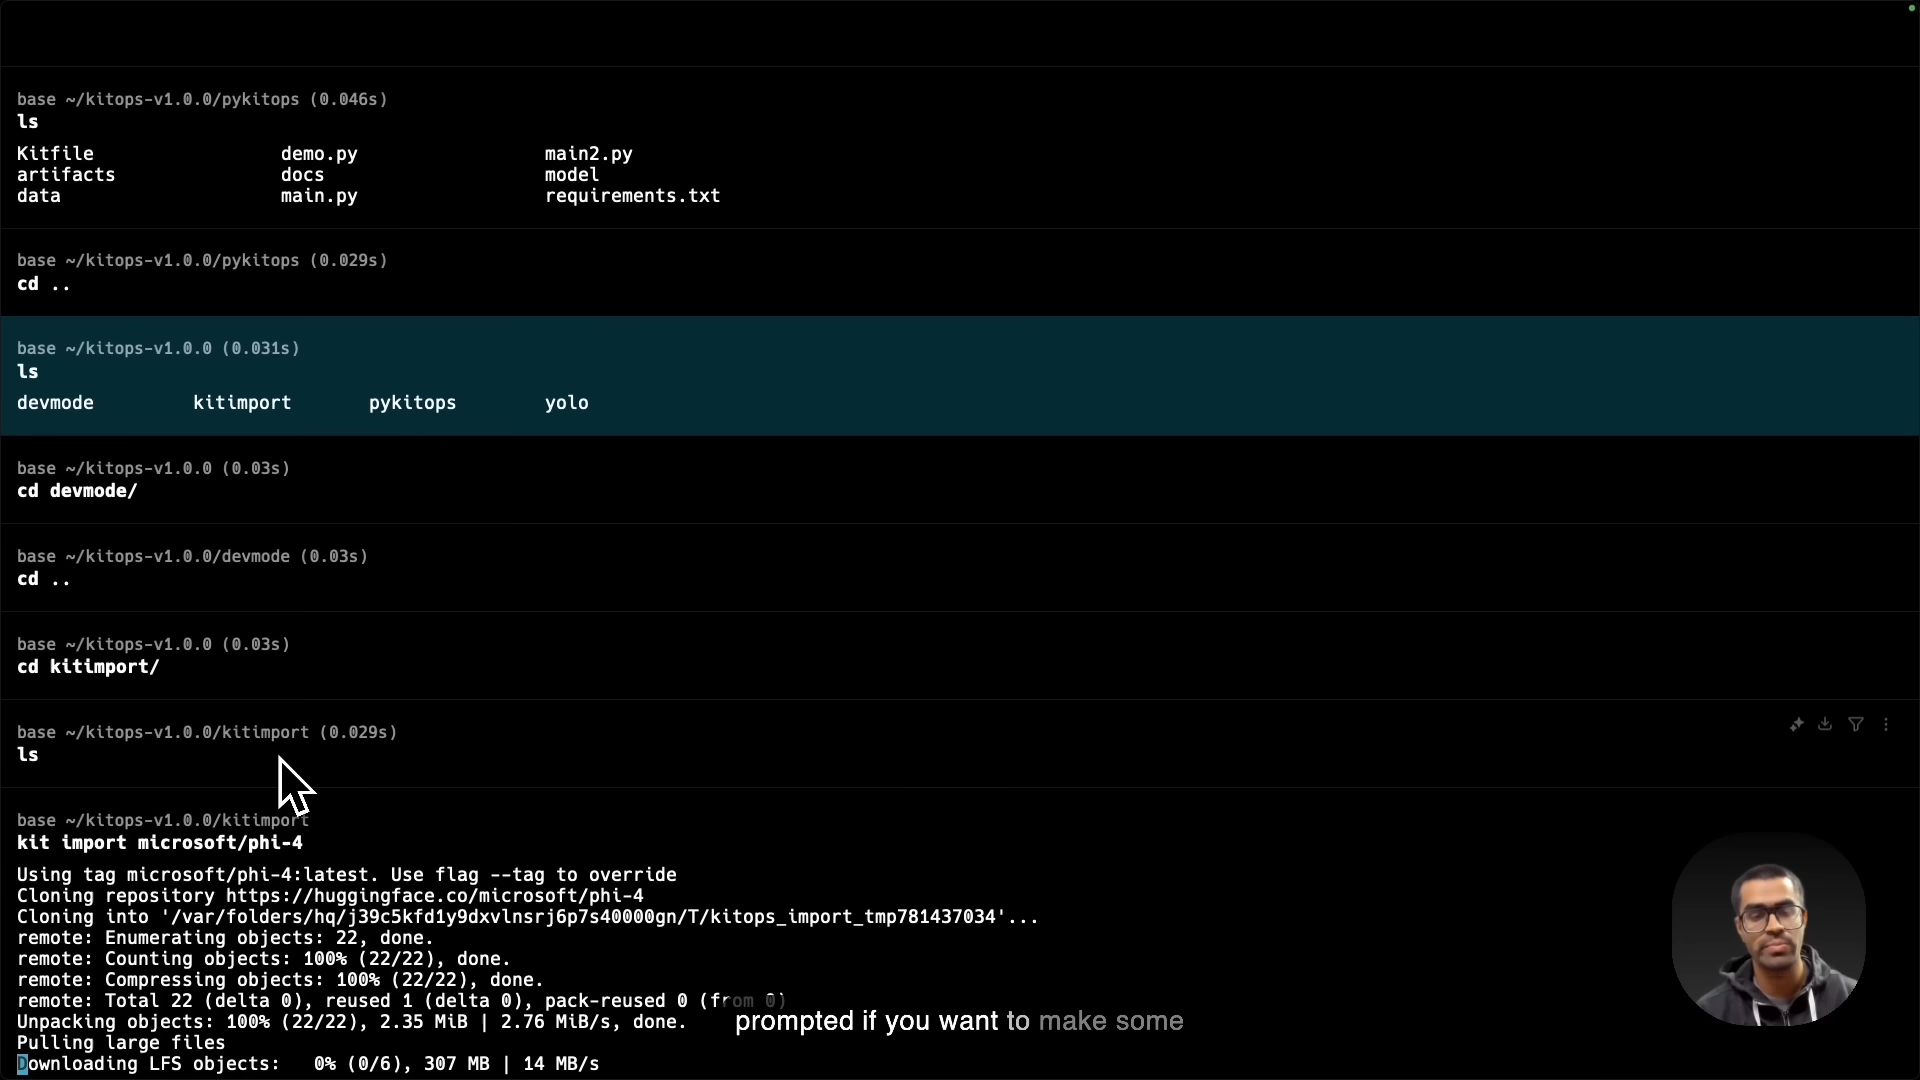 base ~/kitops-v1.0.0/pykitops (0.046s)
ls
Kitfile demo.py main2.py
artifacts docs model
data main.py requirements.txt
base ~/kitops-v1.0.0/pykitops (0.029s)
cd ..
base ~/kitops-v1.0.0 (0.031s)
ls
devmode kitimport pykitops yolo
base ~/kitops-v1.0.0 (0.03s)
cd devmode/
base ~/kitops-v1.0.0/devmode (0.03s)
cd ..
base ~/kitops-v1.0.0 (0.03s)
cd kitimport/
base ~/kitops-v1.0.0/kitimport (0.029s)
ls
base ~/kitops-v1.0.0/kitimport
kit import microsoft/phi-4
Using tag microsoft/phi-4:latest. Use flag --tag to override
Cloning repository https://huggingface.co/microsoft/phi-4
Cloning into '/var/folders/hq/j39c5kfd1y9dxvlnsrj6p7s40000gn/T/kitops_import_tmp781437034'...
remote: Enumerating objects: 22, done.
remote: Counting objects: 100% (22/22), done.
remote: Compressing objects: 100% (22/22), done.
remote: Total 22 (delta 0), reused 1 (delta 0), pack-reused 0 (from 0)
Unpacking objects: 100% (22/22), 2.35 MiB | 2.76 MiB/s, done.
prompted if you want to make some
Pulling large files
Downloading LFS objects: 0% (0/6), 307 MB | 14 MB/s